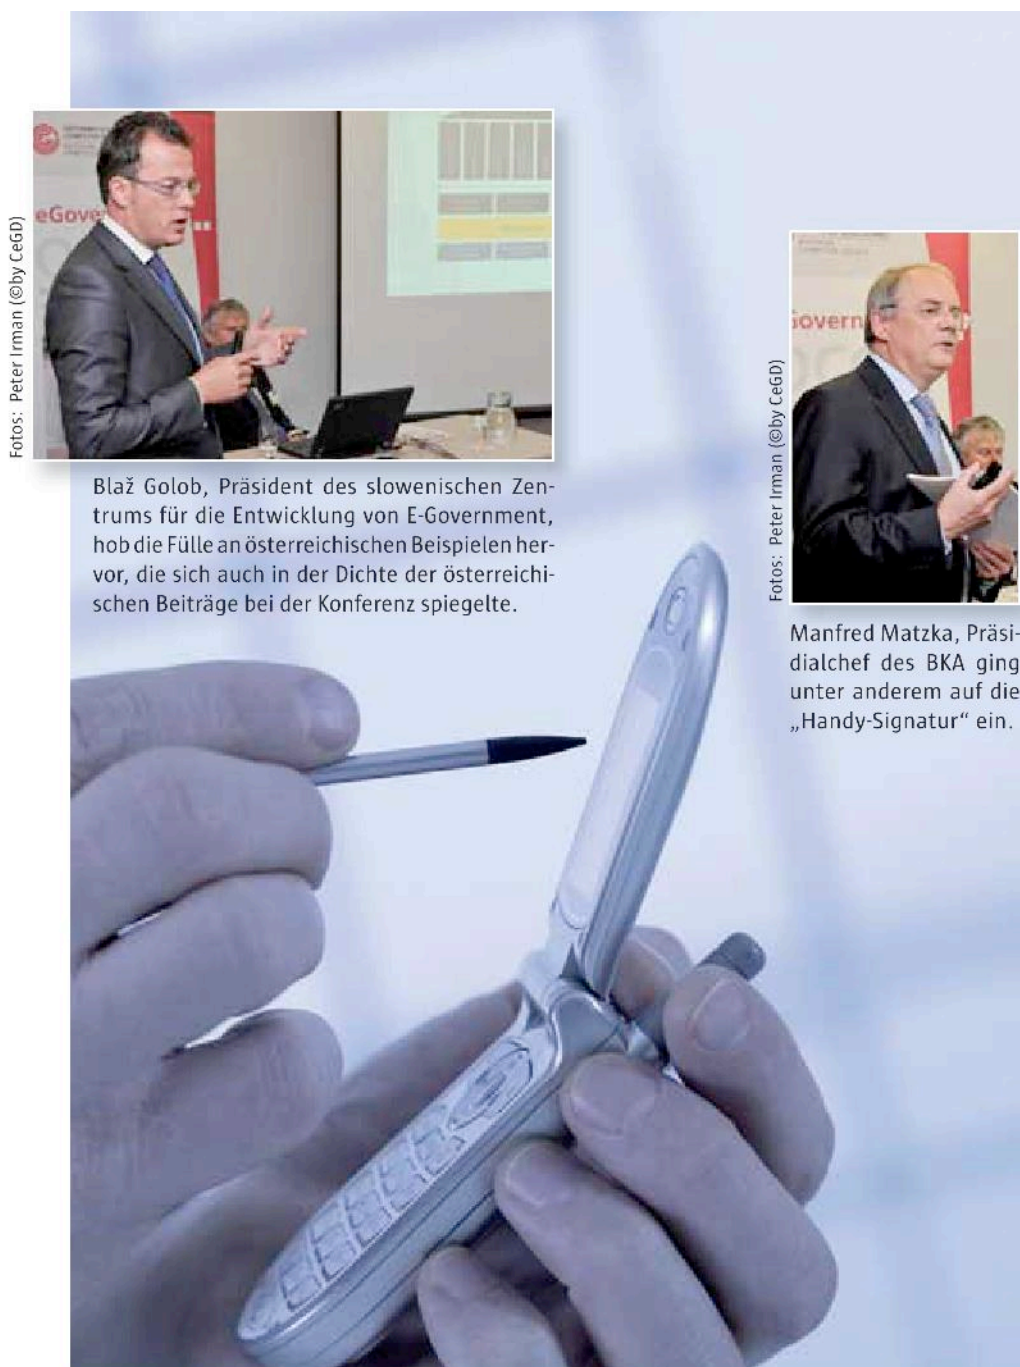 Fotos: Peter Irman (©by CeGD)
eGover
Blaž Golob, Präsident des slowenischen Zen-
trums für die Entwicklung von E-Government,
hob die Fülle an österreichischen Beispielen her-
vor, die sich auch in der Dichte der österreichi-
schen Beiträge bei der Konferenz spiegelte.
Fotos: Peter Irman (©by CeGD)
Govern
Manfred Matzka, Präsi-
dialchef des BKA ging
unter anderem auf die
„Handy-Signatur“ ein.